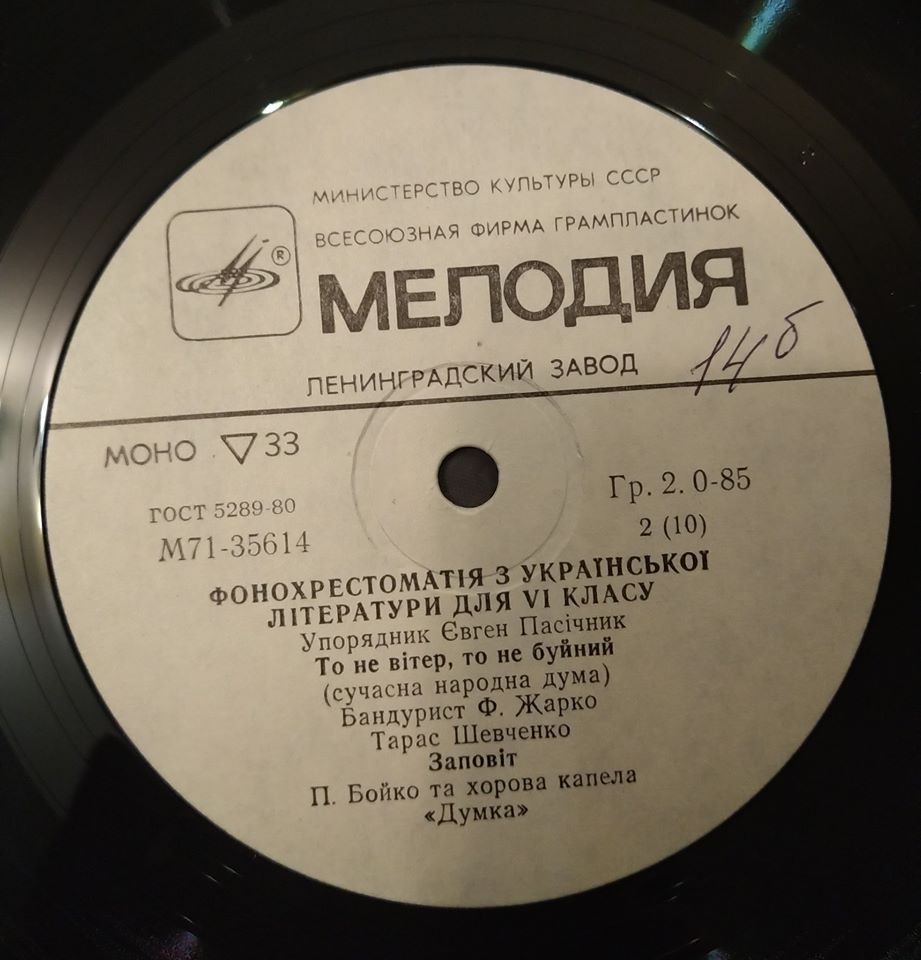 МИНИСТЕРСТВО КУЛЬТУРЫ СССР
ВСЕСОЮЗНАЯ ФИРМА ГРАМПЛАСТИНОК
®
МЕЛОДИЯ
ЛЕНИНГРАДСКИЙ ЗАВОД
14б
МОНО ▽ 33
ГОСТ 5289-80
Гр. 2. 0-85
М71-35614
2 (10)
ФОНОХРЕСТОМАТІЯ З УКРАЇНСЬКОЇ
ЛІТЕРАТУРИ ДЛЯ VI КЛАСУ
Упорядник Євген Пасічник
То не вітер, то не буйний
(сучасна народна дума)
Бандурист Ф. Жарко
Тарас Шевченко
Заповіт
П. Бойко та хорова капела
«Думка»